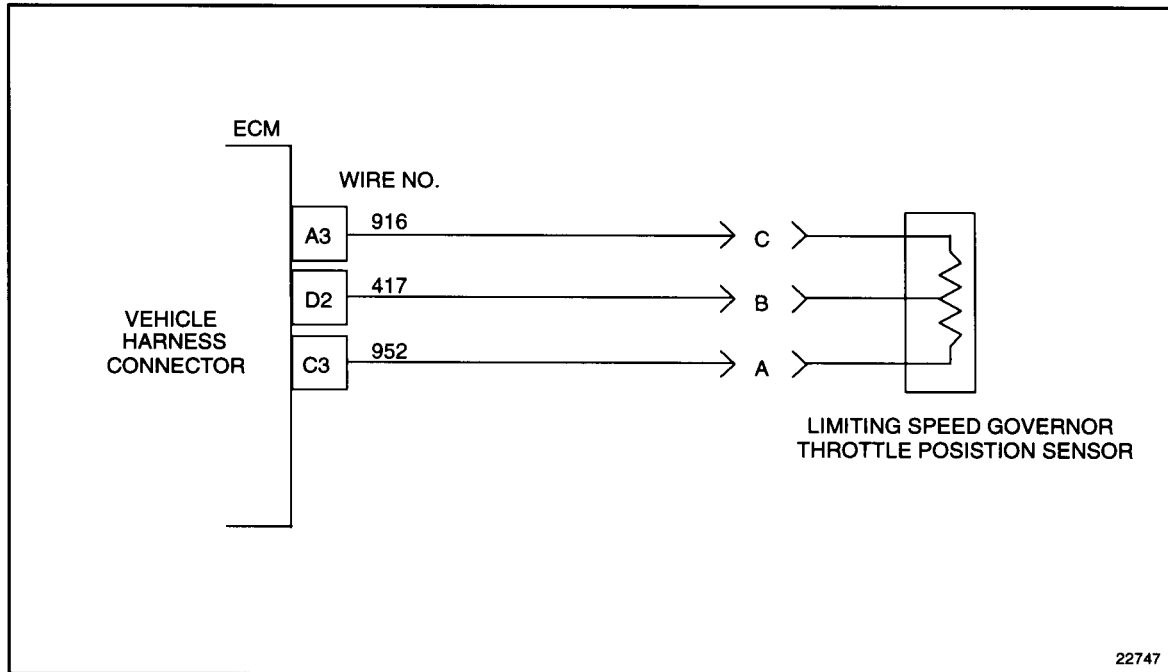 ECM
WIRE NO.
A3
916
C
D2
417
B
C3
952
A
VEHICLE
HARNESS
CONNECTOR
LIMITING SPEED GOVERNOR
THROTTLE POSISTION SENSOR
22747